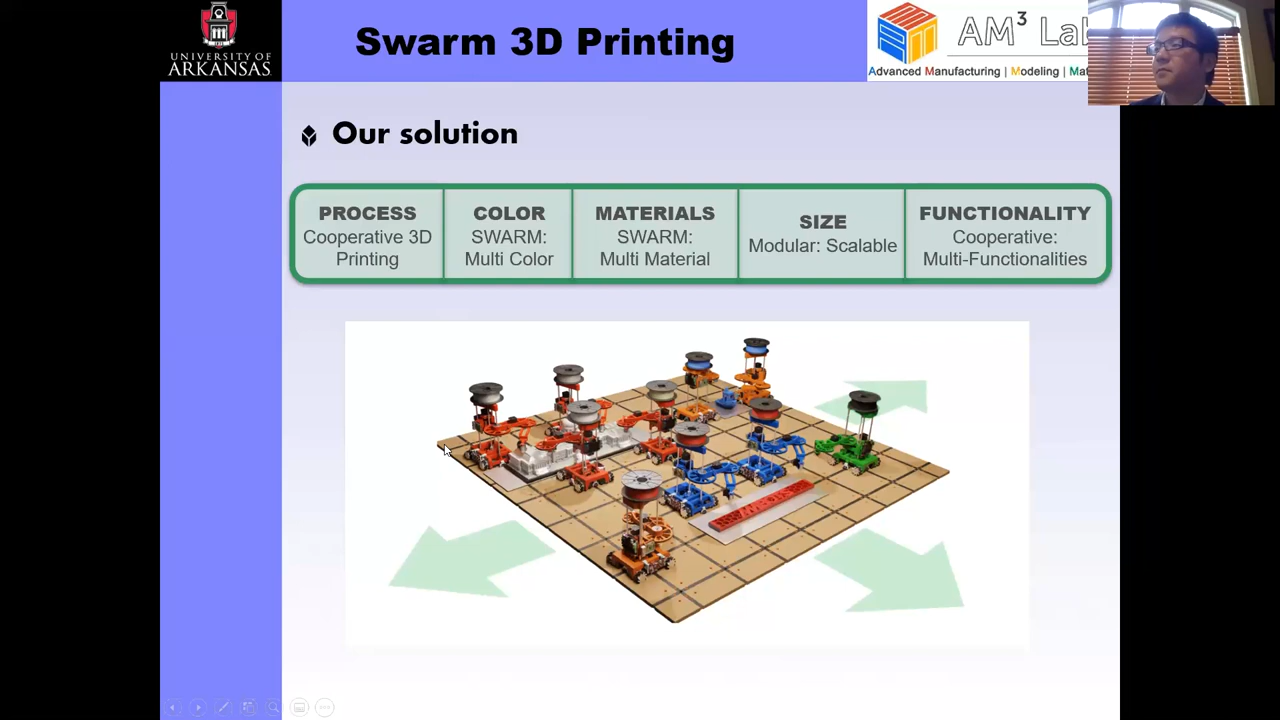 UNIVERSITY OF
ARKANSAS
Swarm 3D Printing
AM³ Lab
Advanced Manufacturing | Modeling |
Our solution
PROCESS
Cooperative 3D
Printing
COLOR
SWARM:
Multi Color
MATERIALS
SWARM:
Multi Material
SIZE
Modular: Scalable
FUNCTIONALITY
Cooperative:
Multi-Functionalities